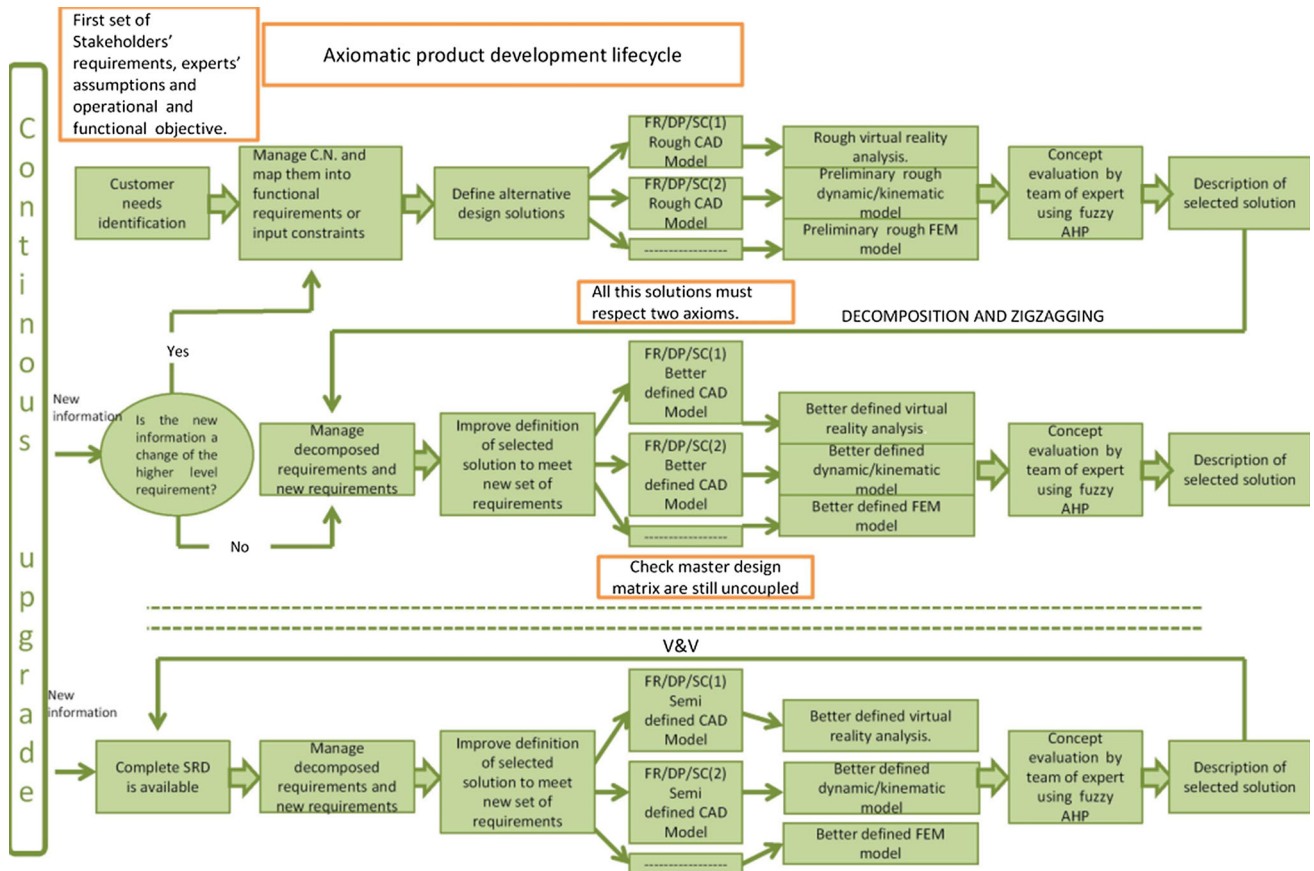 First set of
Stakeholders'
requirements, experts'
assumptions and
operational and
functional objective.
Axiomatic product development lifecycle
Continous upgrade
Customer
needs
identification
Manage C.N. and
map them into
functional
requirements or
input constraints
Define alternative
design solutions
FR/DP/SC(1)
Rough CAD
Model
FR/DP/SC(2)
Rough CAD
Model
-----------------
Rough virtual reality
analysis.
Preliminary rough
dynamic/kinematic model
Preliminary rough FEM
model
Concept
evaluation by
team of expert
using fuzzy
AHP
Description of
selected solution
All this solutions must
respect two axioms.
DECOMPOSITION AND ZIGZAGGING
Yes
New
information
Is the new
information a
change of the
higher level
requirement?
No
Manage
decomposed
requirements and
new requirements
Improve definition
of selected
solution to meet
new set of
requirements
FR/DP/SC(1)
Better
defined CAD
Model
FR/DP/SC(2)
Better
defined CAD
Model
-----------------
Better defined virtual
reality analysis.
Better defined
dynamic/kinematic model
Better defined FEM
model
Concept
evaluation by
team of expert
using fuzzy
AHP
Description of
selected solution
Check master design
matrix are still uncoupled
V&V
New
information
Complete SRD
is available
Manage
decomposed
requirements and
new requirements
Improve definition
of selected
solution to meet
new set of
requirements
FR/DP/SC(1)
Semi
defined CAD
Model
FR/DP/SC(2)
Semi
defined CAD
Model
-----------------
Better defined virtual
reality analysis.
Better defined
dynamic/kinematic
model
Better defined FEM
model
Concept
evaluation by
team of expert
using fuzzy
AHP
Description of
selected solution